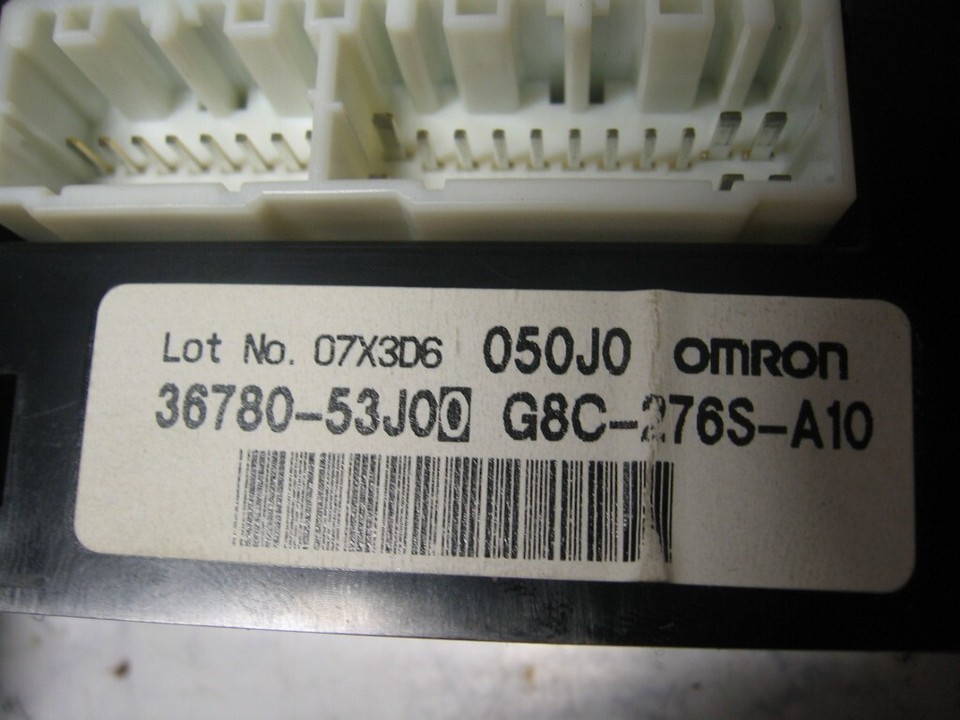 Lot No. 07X3D6 050J0 OMRON
36780-53J00 G8C-276S-A10